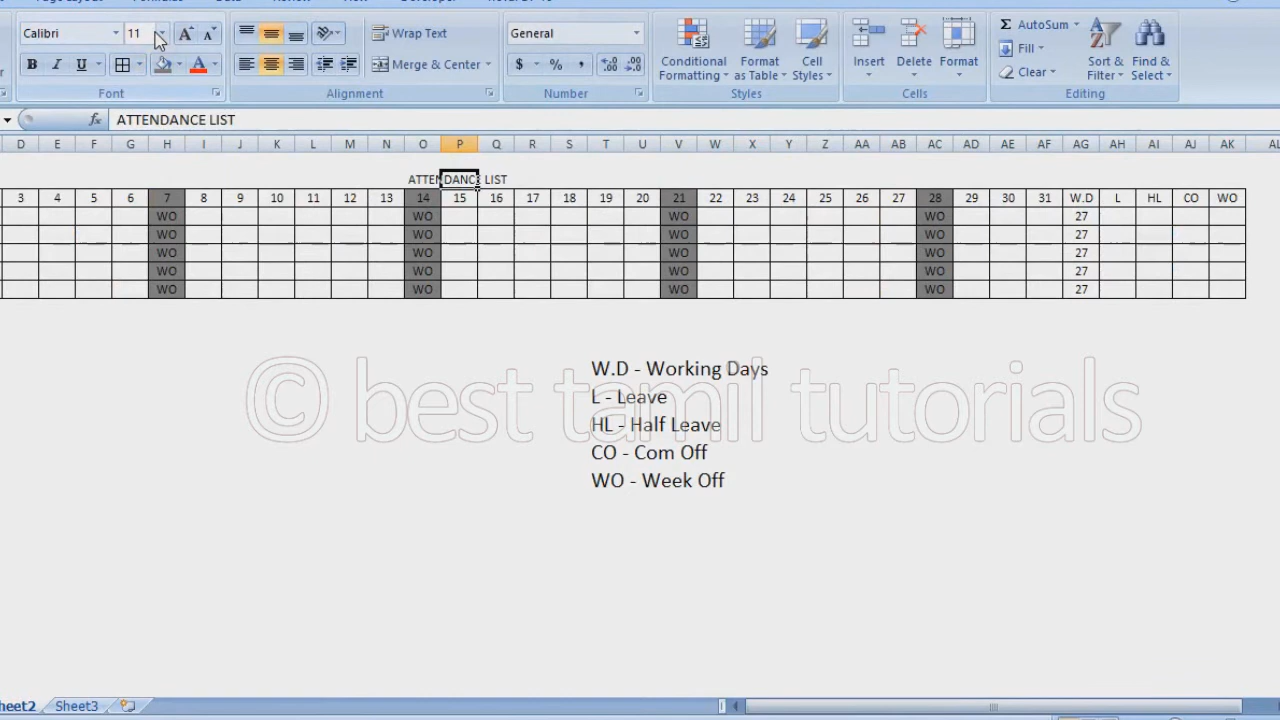 Calibri 11 Wrap Text General AutoSum
Fill
B I U Merge & Center $ % , Conditional Formatting Format as Table Cell Styles Insert Delete Format Clear Sort & Filter Find & Select
Font Alignment Number Styles Cells Editing
fx ATTENDANCE LIST
D E F G H I J K L M N O P Q R S T U V W X Y Z AA AB AC AD AE AF AG AH AI AJ AK AL
ATTENDANCE LIST
3 4 5 6 7 8 9 10 11 12 13 14 15 16 17 18 19 20 21 22 23 24 25 26 27 28 29 30 31 W.D L HL CO WO
WO WO WO WO 27
WO WO WO WO 27
WO WO WO WO 27
WO WO WO WO 27
WO WO WO WO 27
W.D - Working Days
L - Leave
© best tamil tutorials
HL - Half Leave
CO - Com Off
WO - Week Off
Sheet3